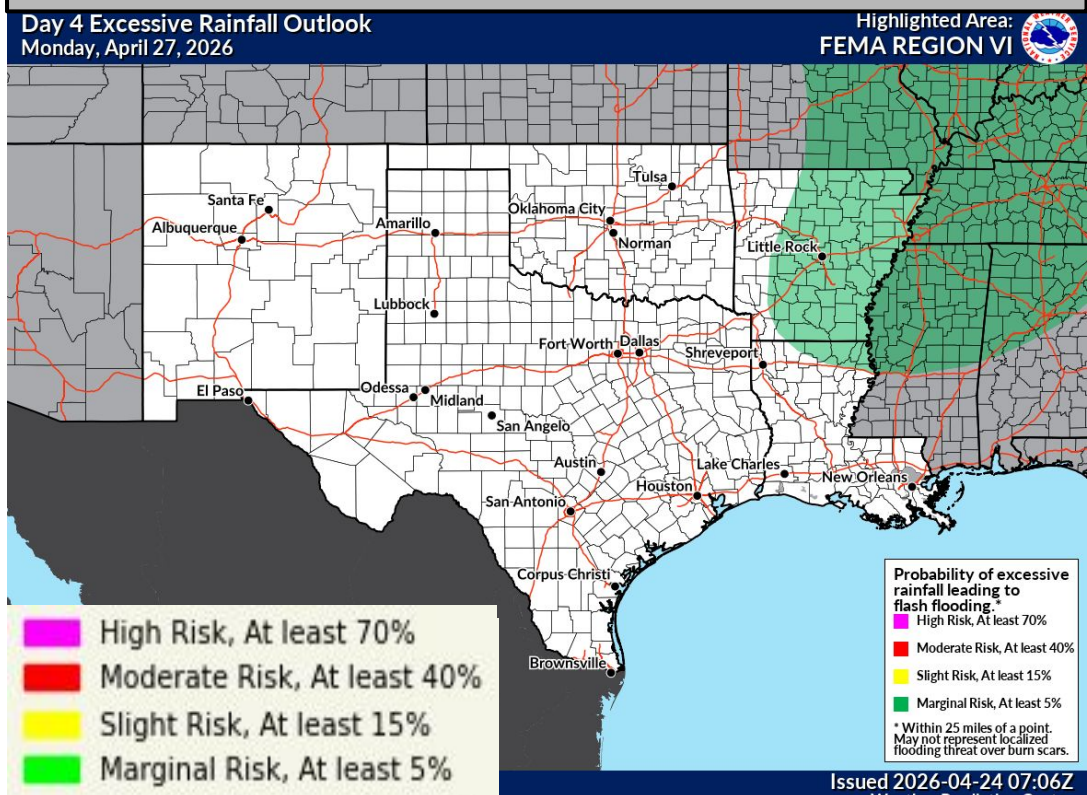 Day 4 Excessive Rainfall Outlook
Monday, April 27, 2026
Highlighted Area:
FEMA REGION VI
NATIONAL WEATHER SERVICE
Santa Fe
Albuquerque
Amarillo
Tulsa
Oklahoma City
Norman
Little Rock
Lubbock
Fort Worth
Dallas
Shreveport
El Paso
Odessa
Midland
San Angelo
Austin
Lake Charles
New Orleans
Houston
San Antonio
Corpus Christi
Brownsville
High Risk, At least 70%
Moderate Risk, At least 40%
Slight Risk, At least 15%
Marginal Risk, At least 5%
Probability of excessive
rainfall leading to
flash flooding.*
High Risk, At least 70%
Moderate Risk, At least 40%
Slight Risk, At least 15%
Marginal Risk, At least 5%
* Within 25 miles of a point.
May not represent localized
flooding threat over burn scars.
Issued 2026-04-24 07:06Z